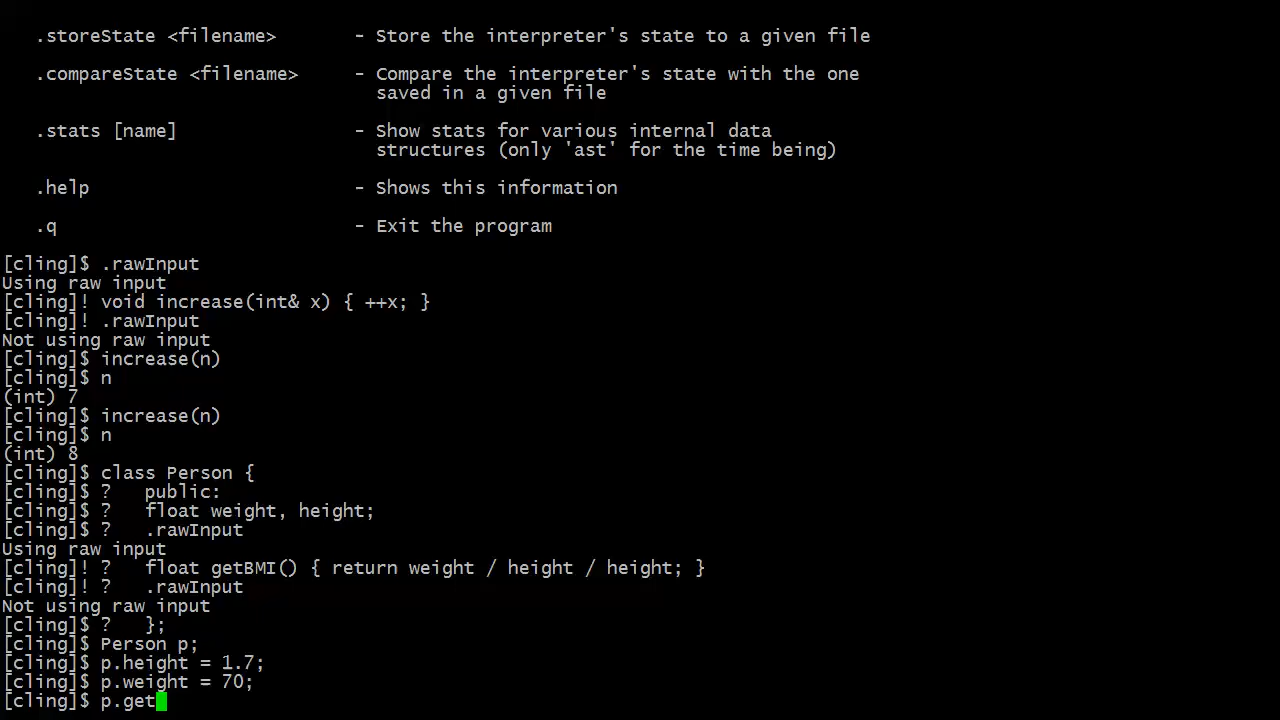 .storeState <filename> - Store the interpreter's state to a given file
.compareState <filename> - Compare the interpreter's state with the one
saved in a given file
.stats [name] - Show stats for various internal data
structures (only 'ast' for the time being)
.help - Shows this information
.q - Exit the program
[cling]$ .rawInput
Using raw input
[cling]! void increase(int& x) { ++x; }
[cling]! .rawInput
Not using raw input
[cling]$ increase(n)
[cling]$ n
(int) 7
[cling]$ increase(n)
[cling]$ n
(int) 8
[cling]$ class Person {
[cling]$ ?   public:
[cling]$ ?   float weight, height;
[cling]$ ?   .rawInput
Using raw input
[cling]! ?   float getBMI() { return weight / height / height; }
[cling]! ?   .rawInput
Not using raw input
[cling]$ ?   };
[cling]$ Person p;
[cling]$ p.height = 1.7;
[cling]$ p.weight = 70;
[cling]$ p.get